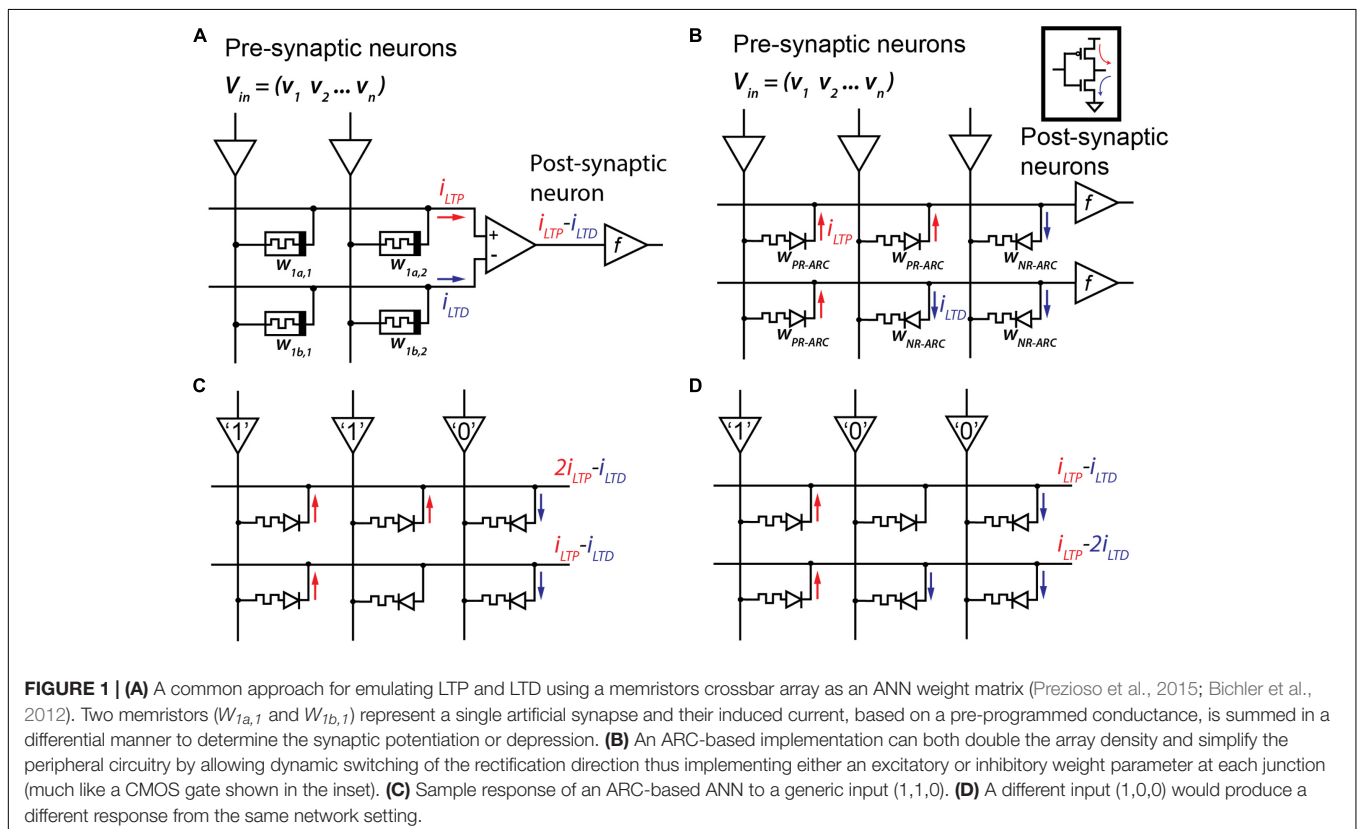 A
Pre-synaptic neurons
V_in = (v_1 v_2 ... v_n)
i_LTP
Post-synaptic
neuron
i_LTP-i_LTD
+
-
f
W_1a,1
W_1a,2
i_LTD
W_1b,1
W_1b,2
B
Pre-synaptic neurons
V_in = (v_1 v_2 ... v_n)
Post-synaptic
neurons
f
i_LTP
W_PR-ARC
W_PR-ARC
W_NR-ARC
f
i_LTD
W_PR-ARC
W_NR-ARC
W_NR-ARC
C
'1'
'1'
'0'
2i_LTP-i_LTD
i_LTP-i_LTD
D
'1'
'0'
'0'
i_LTP-i_LTD
i_LTP-2i_LTD
FIGURE 1 | (A) A common approach for emulating LTP and LTD using a memristors crossbar array as an ANN weight matrix (Prezioso et al., 2015; Bichler et al.,
2012). Two memristors (W_1a,1 and W_1b,1) represent a single artificial synapse and their induced current, based on a pre-programmed conductance, is summed in a
differential manner to determine the synaptic potentiation or depression. (B) An ARC-based implementation can both double the array density and simplify the
peripheral circuitry by allowing dynamic switching of the rectification direction thus implementing either an excitatory or inhibitory weight parameter at each junction
(much like a CMOS gate shown in the inset). (C) Sample response of an ARC-based ANN to a generic input (1,1,0). (D) A different input (1,0,0) would produce a
different response from the same network setting.